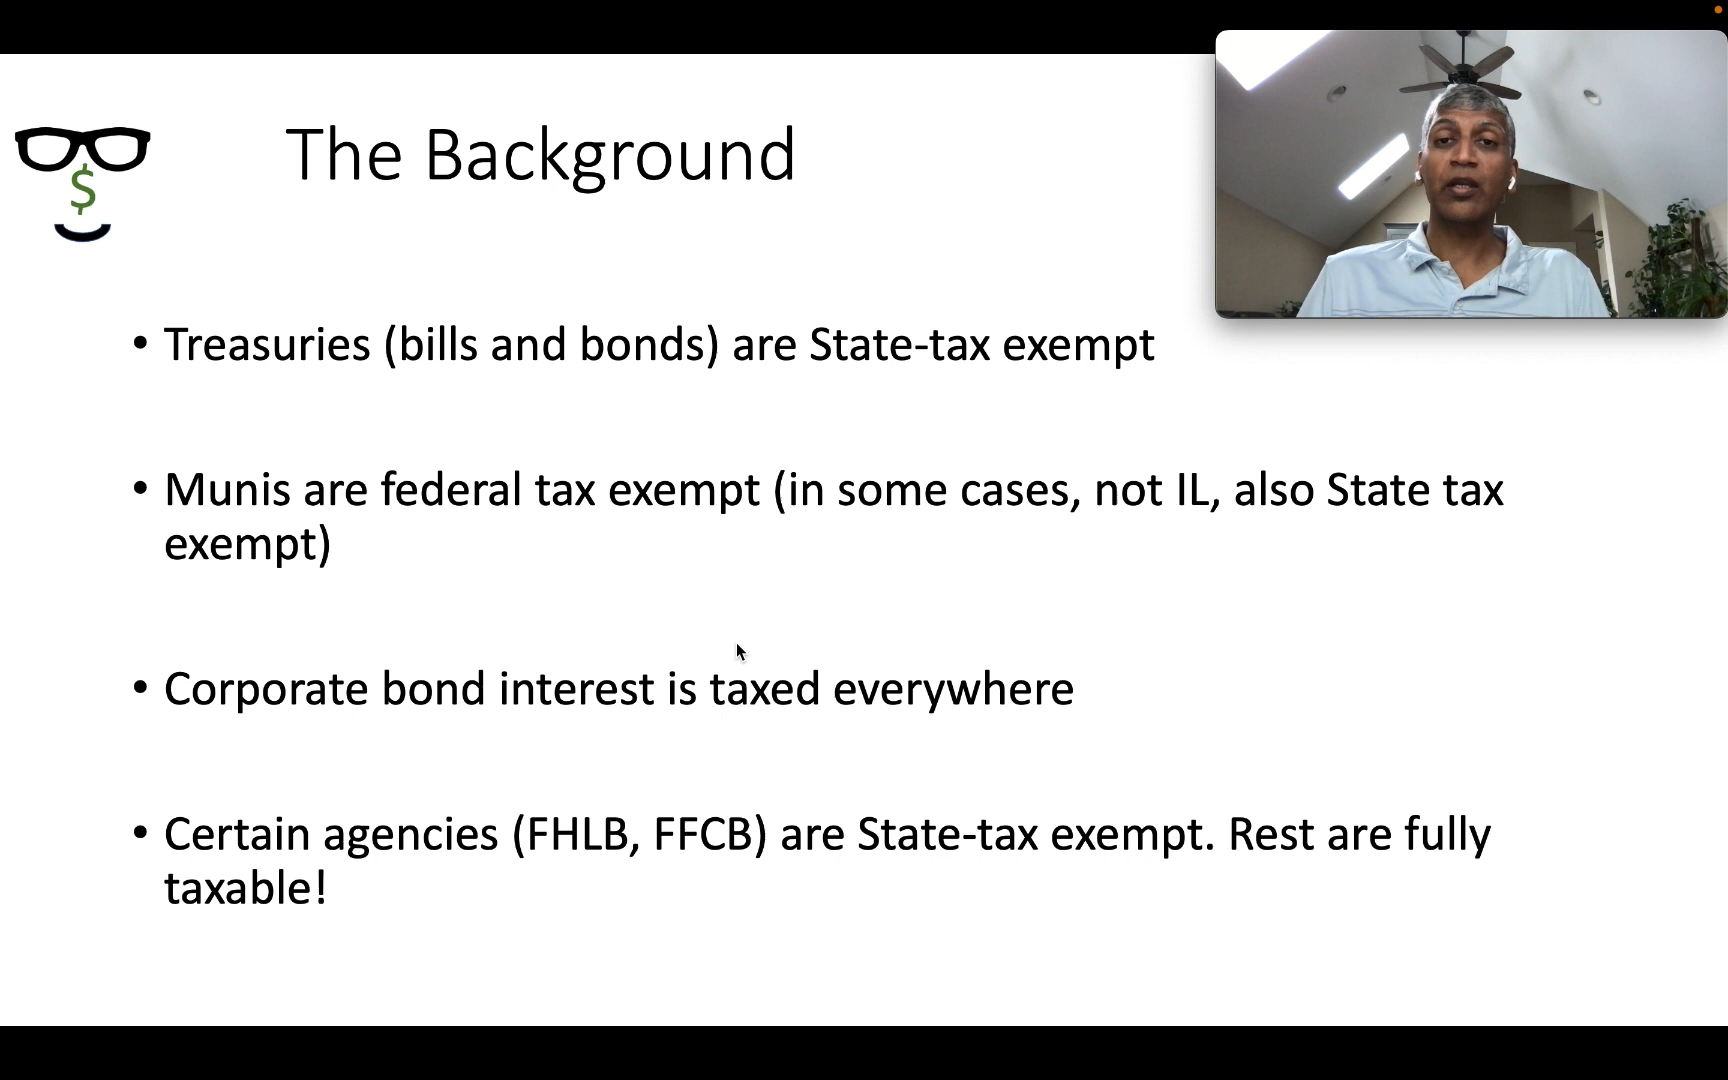 The Background
$
• Treasuries (bills and bonds) are State-tax exempt
• Munis are federal tax exempt (in some cases, not IL, also State tax
exempt)
• Corporate bond interest is taxed everywhere
• Certain agencies (FHLB, FFCB) are State-tax exempt. Rest are fully
taxable!